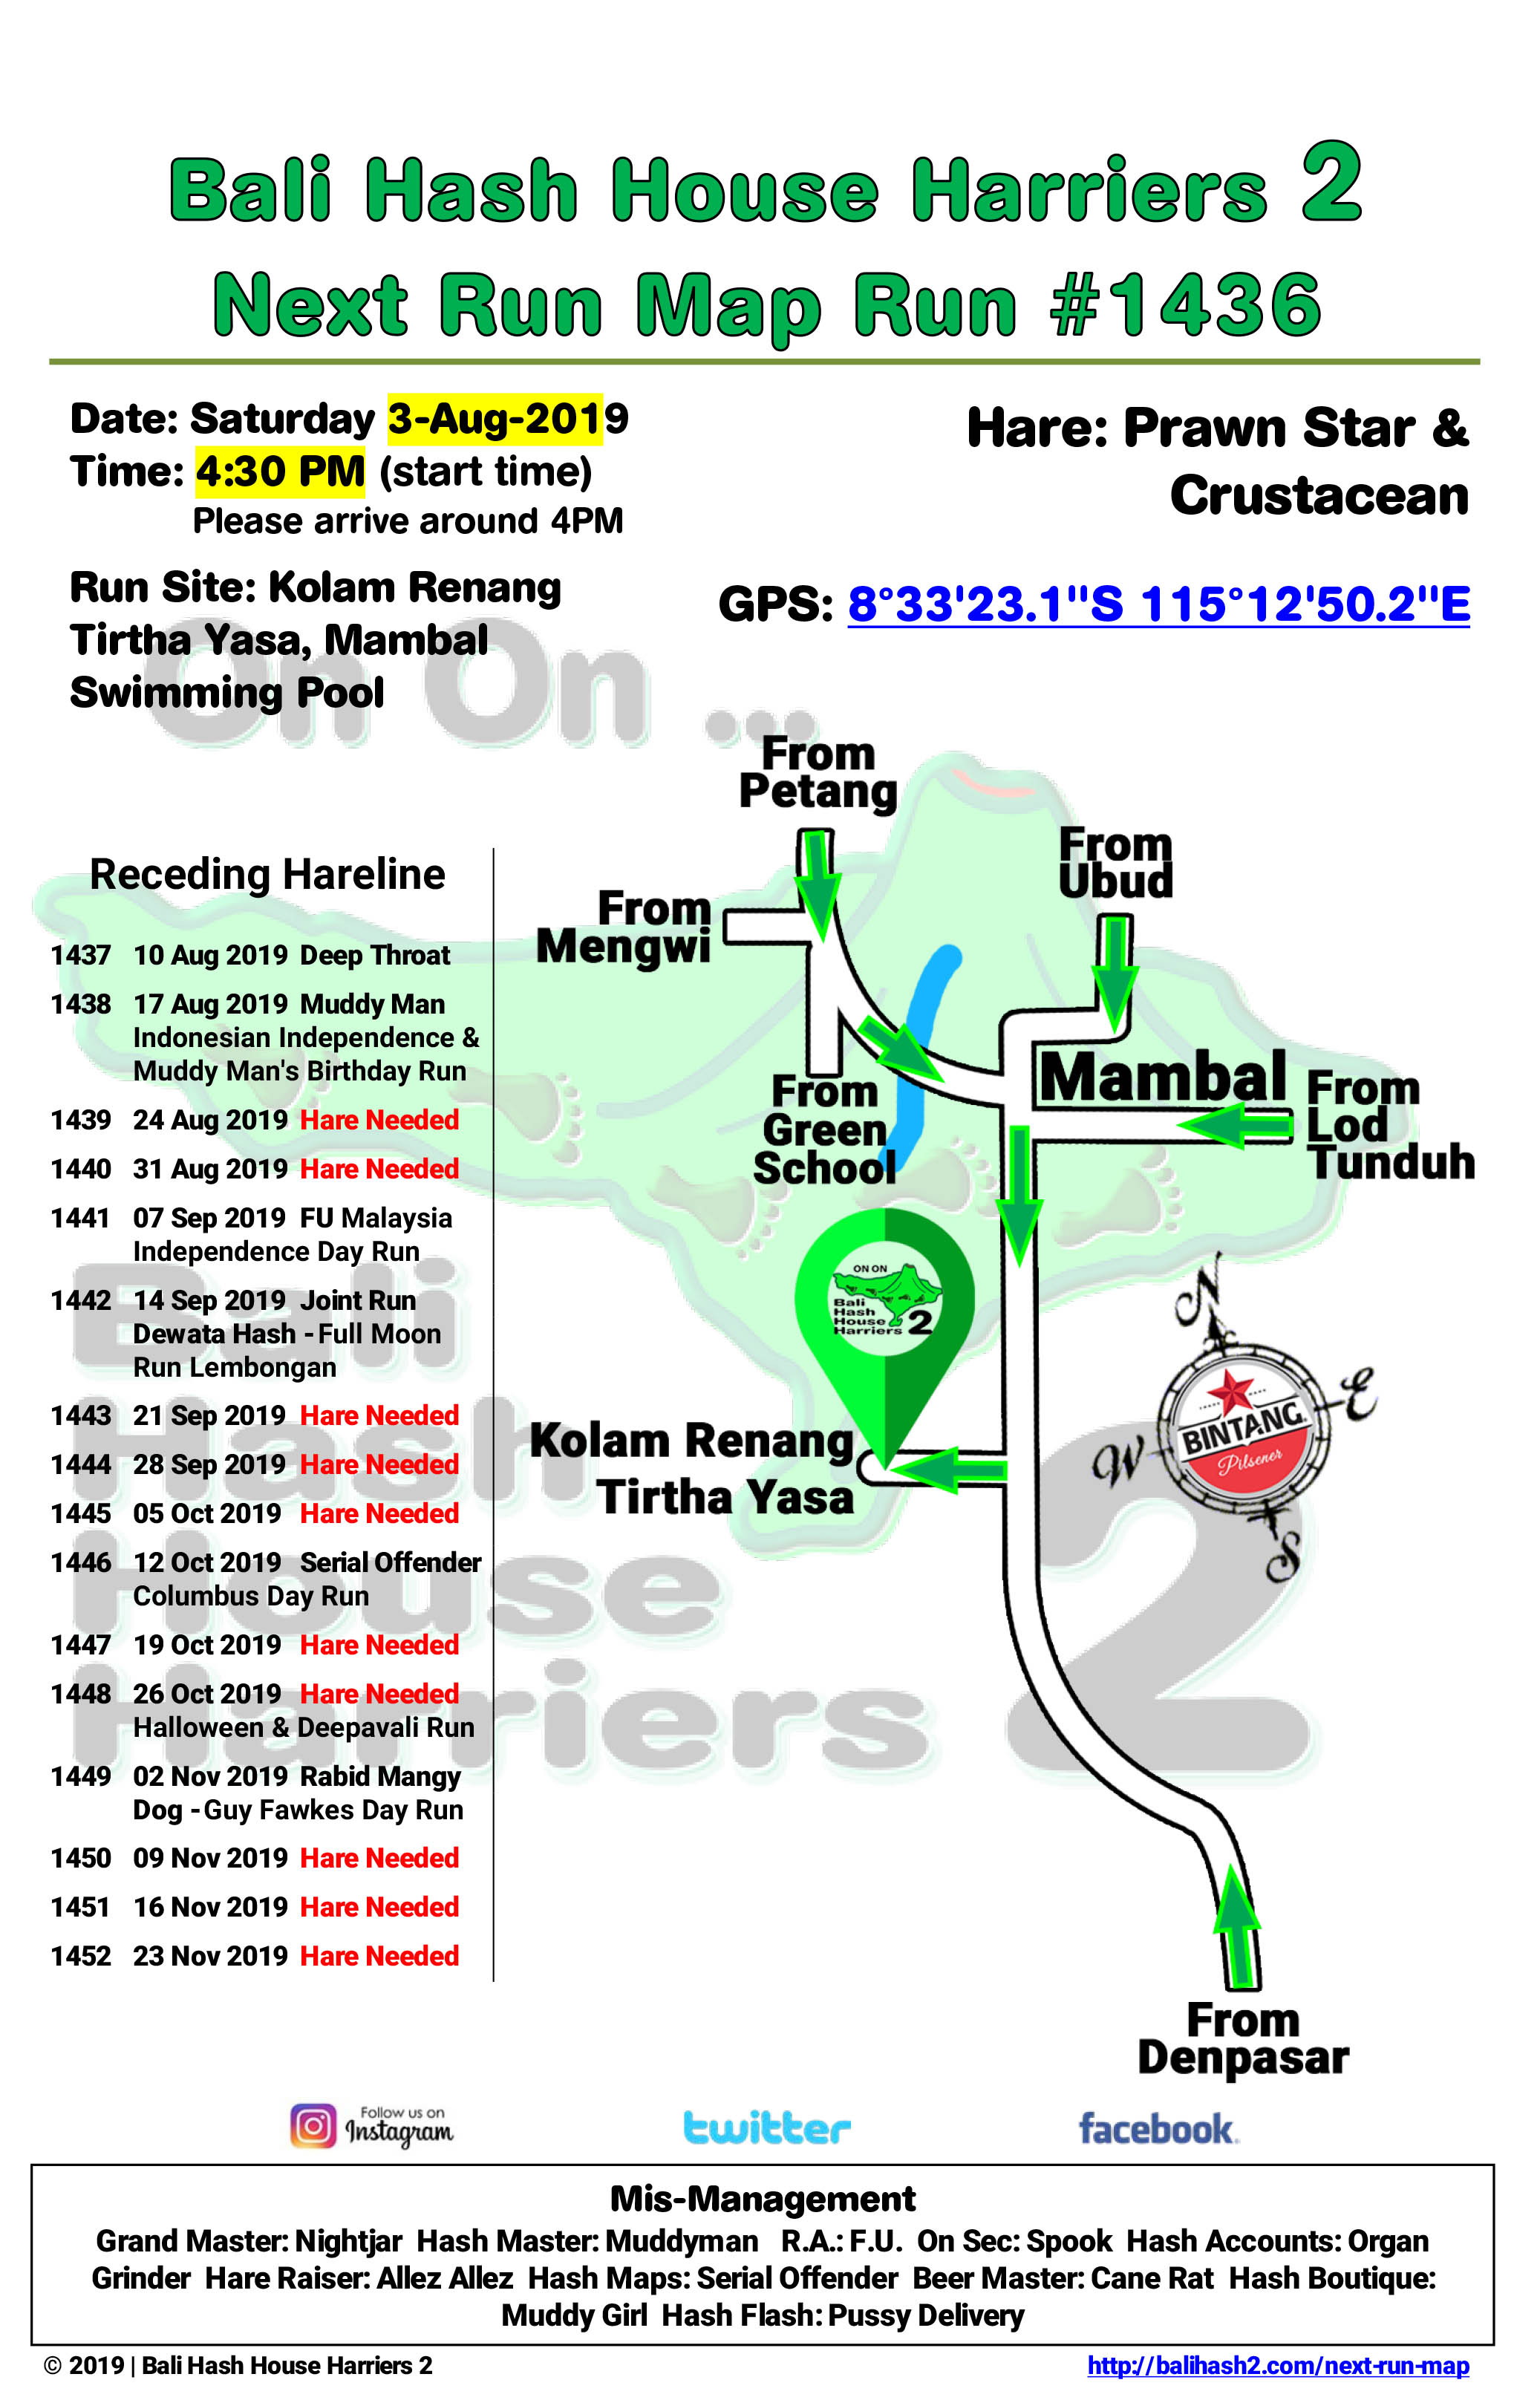 Bali Hash House Harriers 2
Next Run Map Run #1436
Date: Saturday 3-Aug-2019
Time: 4:30 PM (start time)
Please arrive around 4PM
Hare: Prawn Star &
Crustacean
Run Site: Kolam Renang
Tirtha Yasa, Mambal
Swimming Pool
GPS: 8°33'23.1"S 115°12'50.2"E
On On ...
Receding Hareline
1437 10 Aug 2019 Deep Throat
1438 17 Aug 2019 Muddy Man
Indonesian Independence &
Muddy Man's Birthday Run
1439 24 Aug 2019 Hare Needed
1440 31 Aug 2019 Hare Needed
1441 07 Sep 2019 FU Malaysia
Independence Day Run
1442 14 Sep 2019 Joint Run
Dewata Hash - Full Moon
Run Lembongan
1443 21 Sep 2019 Hare Needed
1444 28 Sep 2019 Hare Needed
1445 05 Oct 2019 Hare Needed
1446 12 Oct 2019 Serial Offender
Columbus Day Run
1447 19 Oct 2019 Hare Needed
1448 26 Oct 2019 Hare Needed
Halloween & Deepavali Run
1449 02 Nov 2019 Rabid Mangy
Dog - Guy Fawkes Day Run
1450 09 Nov 2019 Hare Needed
1451 16 Nov 2019 Hare Needed
1452 23 Nov 2019 Hare Needed
Bali
Hash
House
Harriers 2
From
Petang
From
Ubud
From
Mengwi
From
Green
School
Mambal
From
Lod
Tunduh
ON ON
Bali
Hash
House
Harriers 2
Kolam Renang
Tirtha Yasa
N
E
W
S
BINTANG
Pilsener
From
Denpasar
Follow us on
Instagram
twitter
facebook
Mis-Management
Grand Master: Nightjar Hash Master: Muddyman R.A.: F.U. On Sec: Spook Hash Accounts: Organ
Grinder Hare Raiser: Allez Allez Hash Maps: Serial Offender Beer Master: Cane Rat Hash Boutique:
Muddy Girl Hash Flash: Pussy Delivery
© 2019 | Bali Hash House Harriers 2
http://balihash2.com/next-run-map